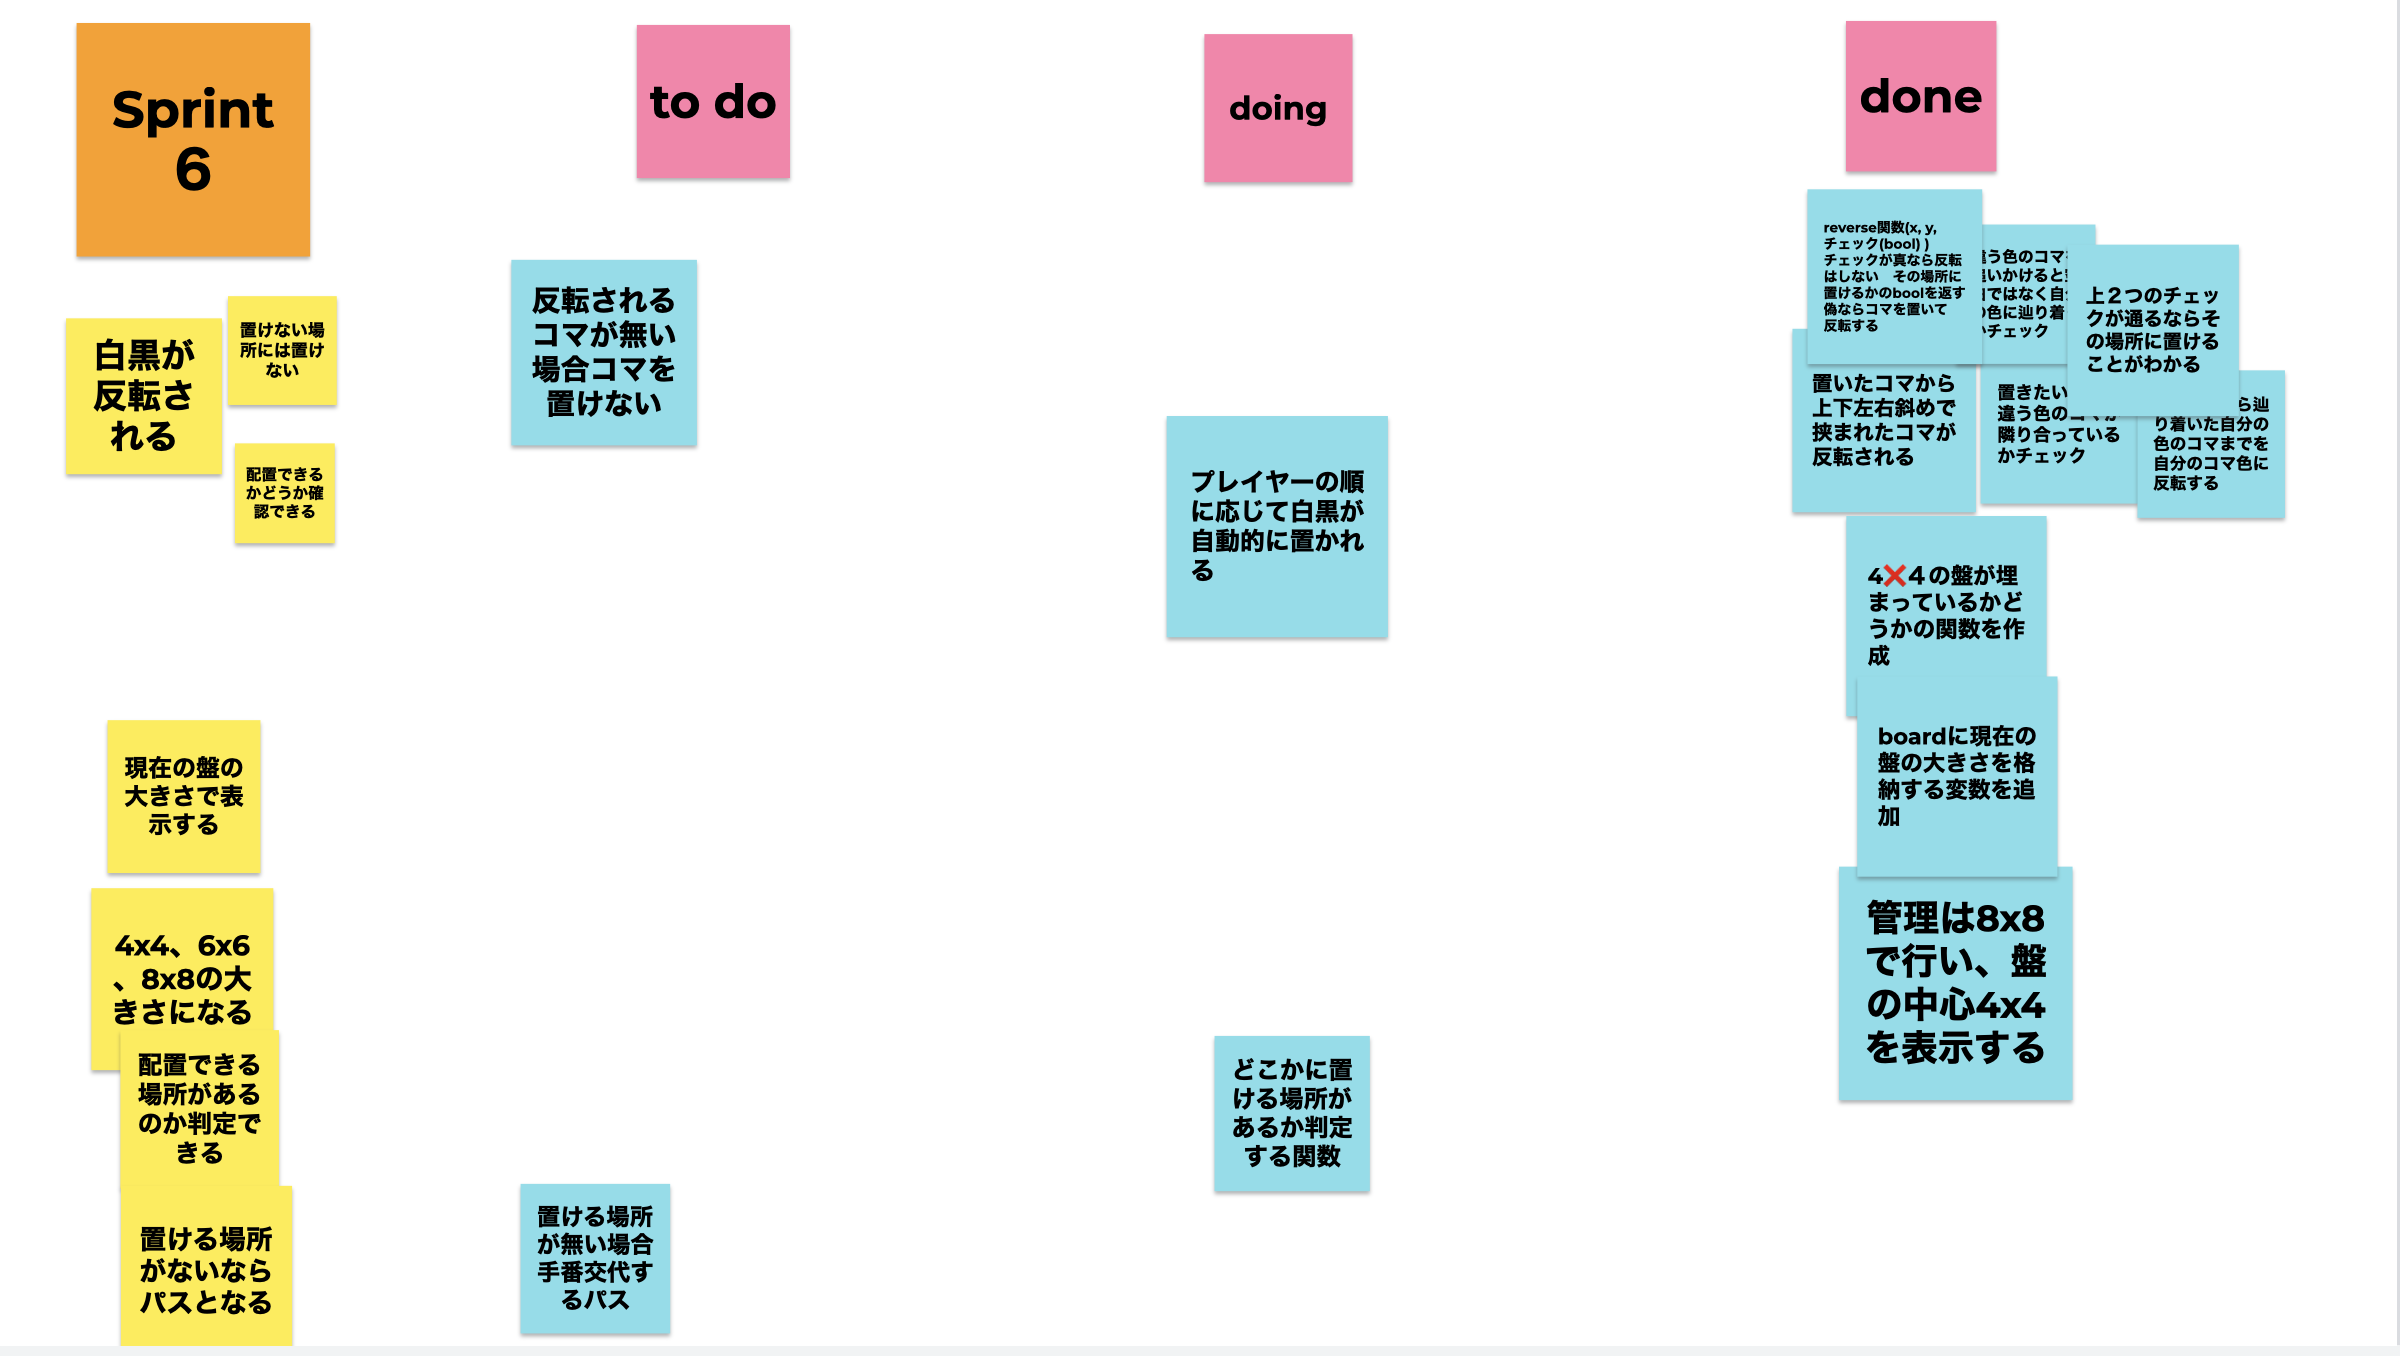 Sprint
6
to do
doing
done
白黒が
反転さ
れる
置けない場
所には置け
ない
配置できる
かどうか確
認できる
現在の盤の
大きさで表
示する
4x4、6x6
、8x8の大
きさになる
配置できる
場所がある
のか判定で
きる
置ける場所
がないなら
パスとなる
反転される
コマが無い
場合コマを
置けない
置ける場所
が無い場合
手番交代す
るパス
プレイヤーの順
に応じて白黒が
自動的に置かれ
る
どこかに置
ける場所が
あるか判定
する関数
reverse関数(x, y,
チェック(bool) )
チェックが真なら反転
はしない　その場所に
置けるかのboolを返す
偽ならコマを置いて
反転する
う色のコマ
いかけると
ではなく自
色に辿り着
チェック
上２つのチェッ
クが通るならそ
の場所に置ける
ことがわかる
置いたコマから
上下左右斜めで
挟まれたコマが
反転される
置きたい
違う色の
隣り合っている
かチェック
ら辿
り着いた自分の
色のコマまでを
自分のコマ色に
反転する
4❌４の盤が埋
まっているかど
うかの関数を作
成
boardに現在の
盤の大きさを格
納する変数を追
加
管理は8x8
で行い、盤
の中心4x4
を表示する